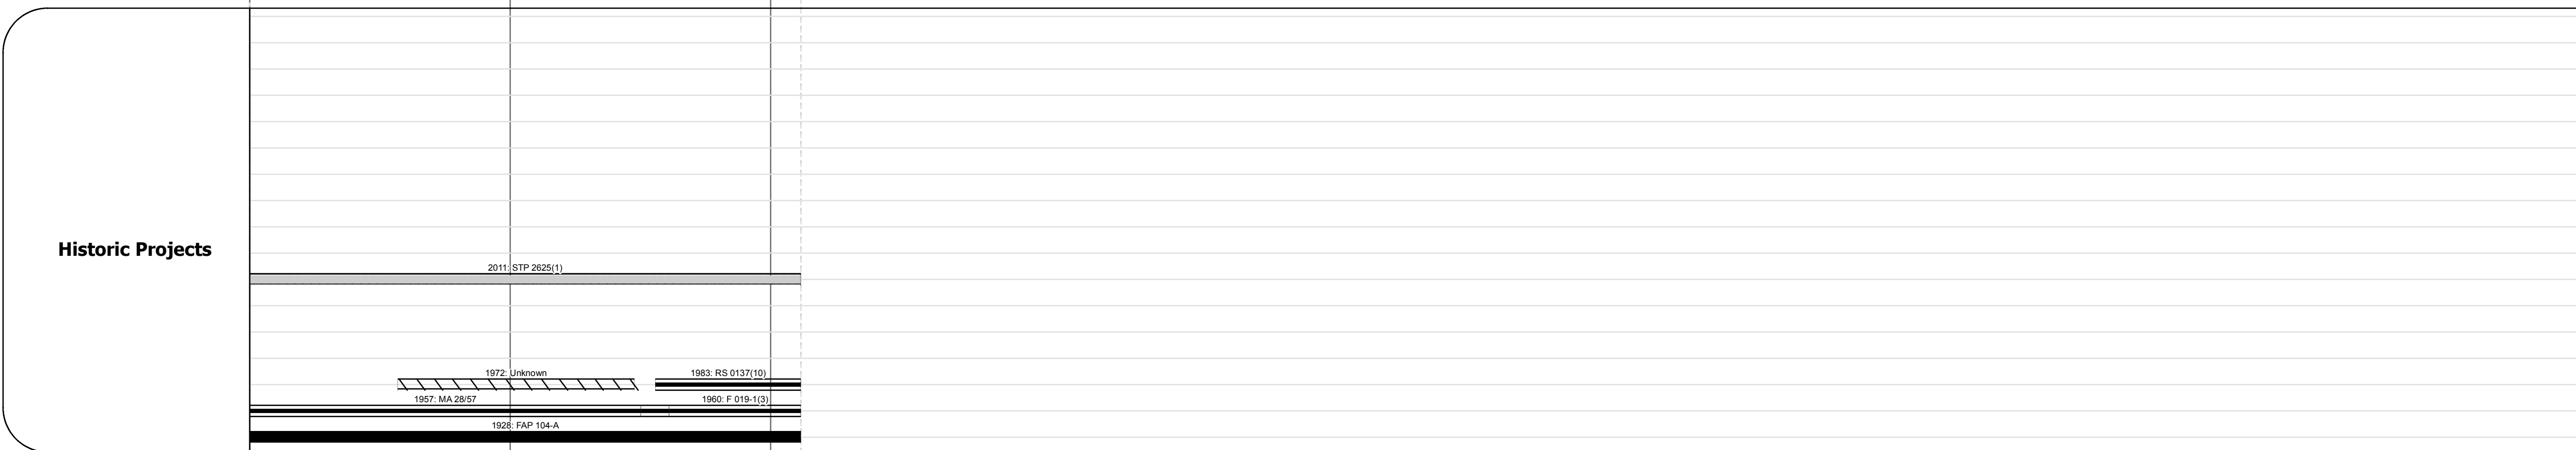 Historic Projects
2011: STP 2625(1)
1972: Unknown
1983: RS 0137(10)
1957: MA 28/57
1960: F 019-1(3)
1928: FAP 104-A